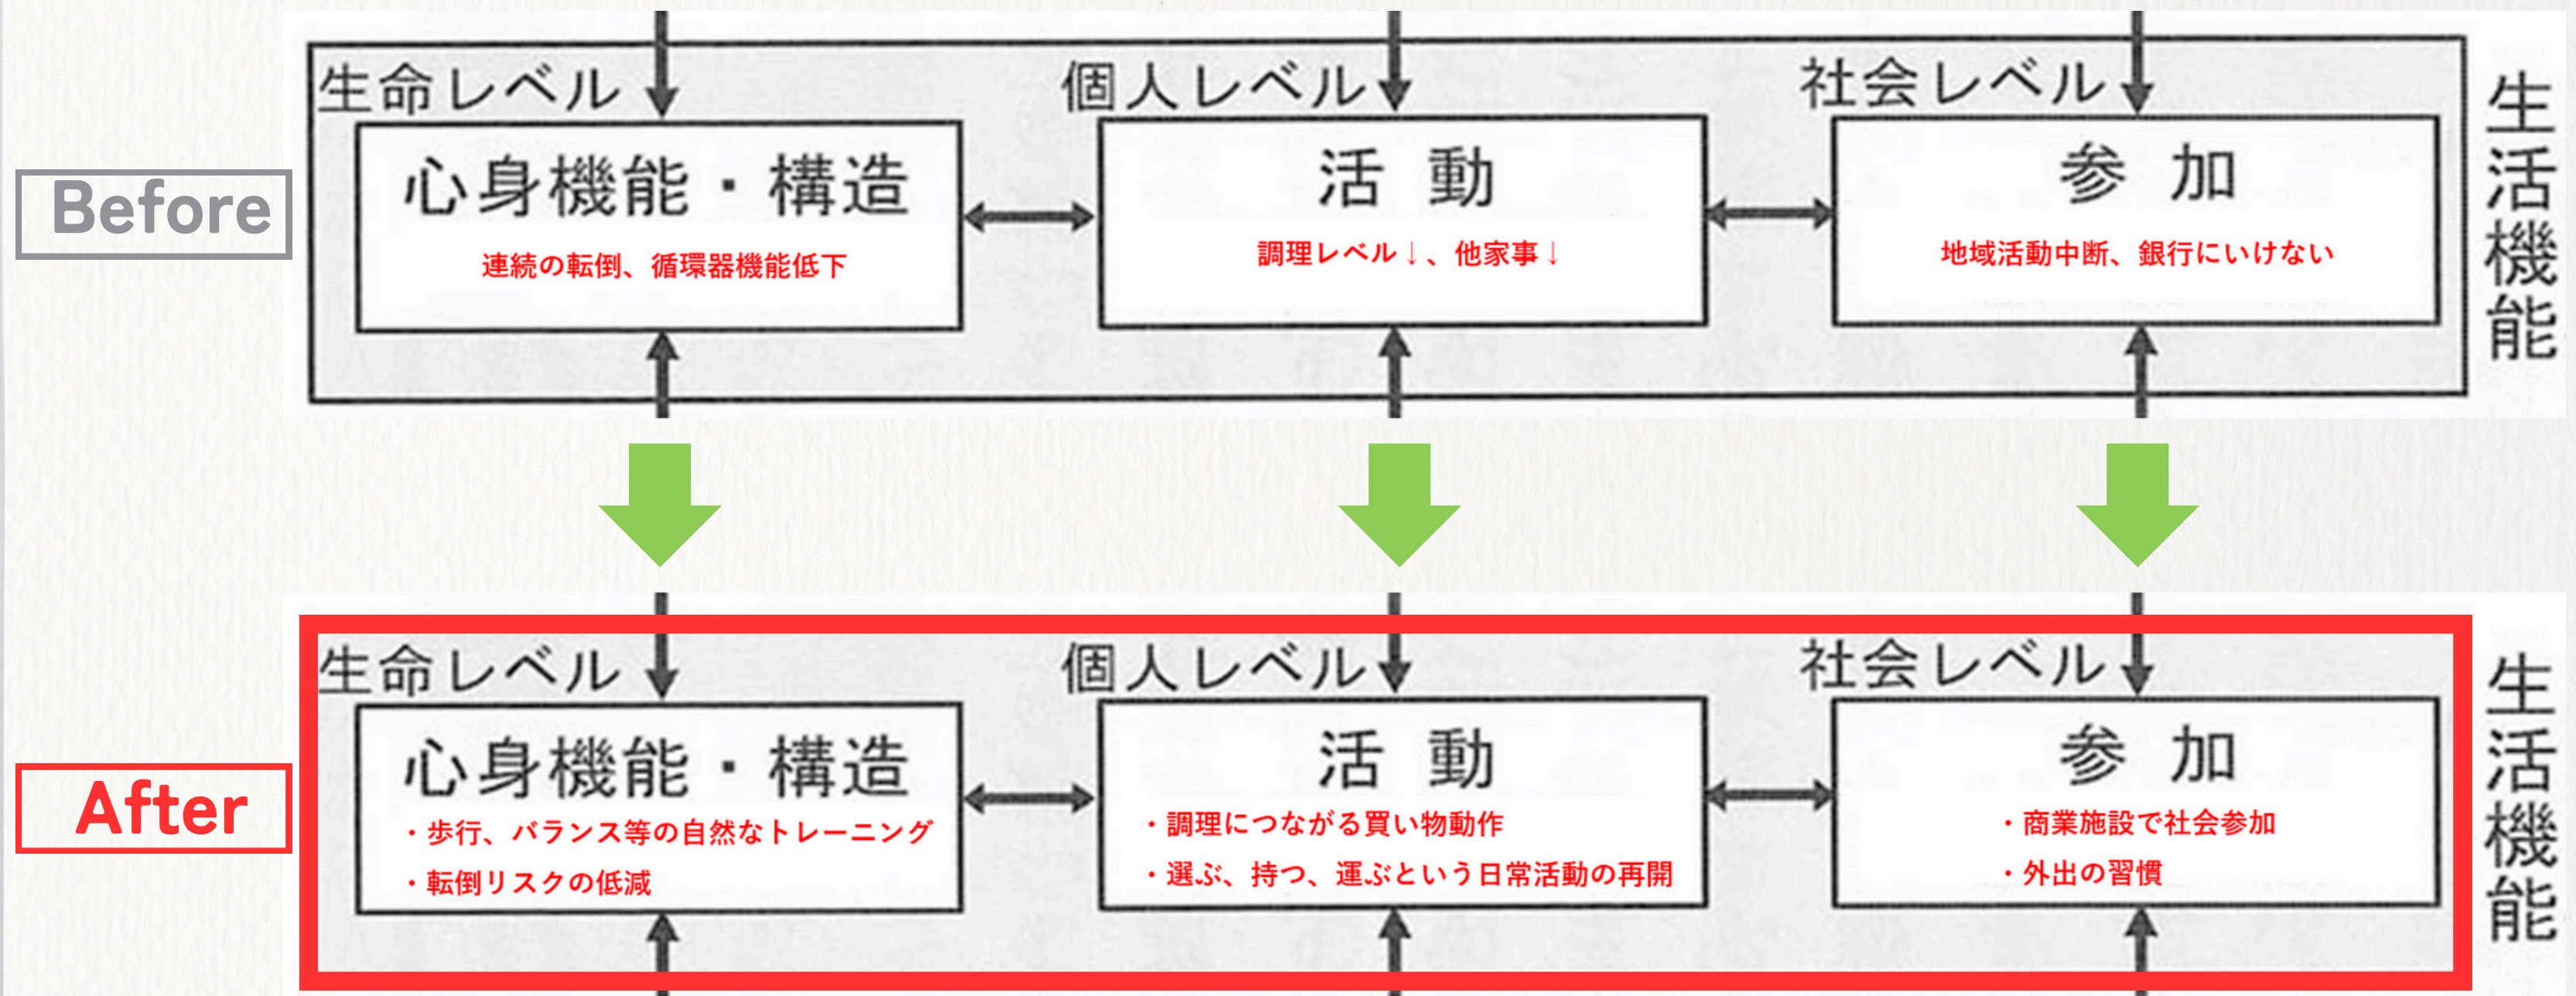 生命レベル
個人レベル
社会レベル
生活機能
Before
心身機能・構造
連続の転倒、循環器機能低下
活動
調理レベル↓、他家事↓
参加
地域活動中断、銀行にいけない
生命レベル
個人レベル
社会レベル
生活機能
After
心身機能・構造
・歩行、バランス等の自然なトレーニング
・転倒リスクの低減
活動
・調理につながる買い物動作
・選ぶ、持つ、運ぶという日常活動の再開
参加
・商業施設で社会参加
・外出の習慣